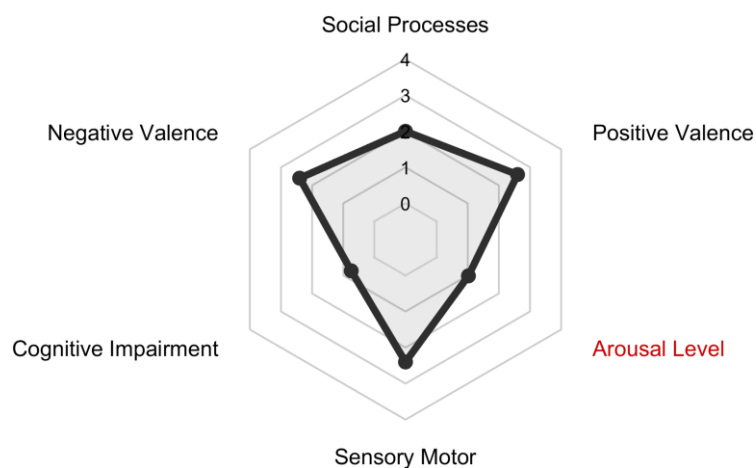 Social Processes
4
3
Negative Valence
Positive Valence
2
1
0
Cognitive Impairment
Arousal Level
Sensory Motor